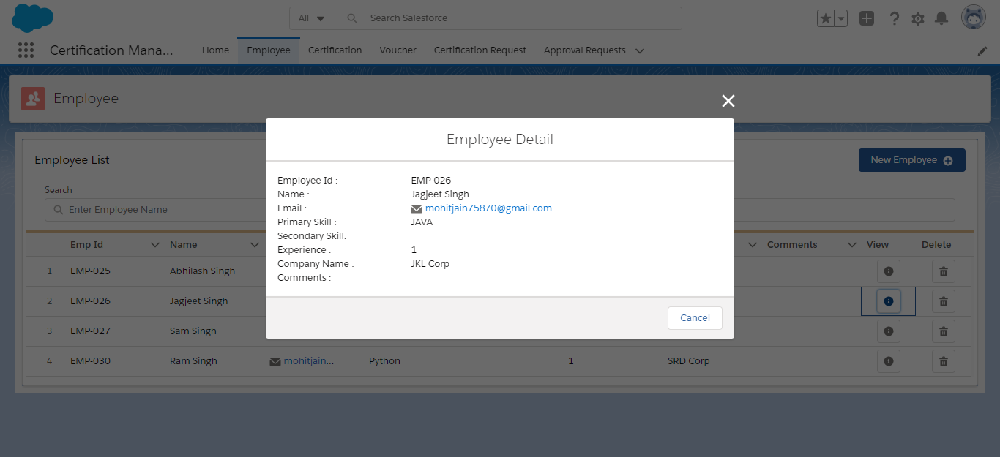 All Search Salesforce
Certification Mana... Home Employee Certification Voucher Certification Request Approval Requests
Employee
Employee Detail
Employee List
New Employee
Search
Enter Employee Name
Employee Id : EMP-026
Name : Jagjeet Singh
Email : mohitjain75870@gmail.com
Primary Skill : JAVA
Secondary Skill:
Experience : 1
Company Name : JKL Corp
Comments :
Cancel
Emp Id Name Comments View Delete
1 EMP-025 Abhilash Singh
2 EMP-026 Jagjeet Singh
3 EMP-027 Sam Singh
4 EMP-030 Ram Singh mohitjain... Python 1 SRD Corp